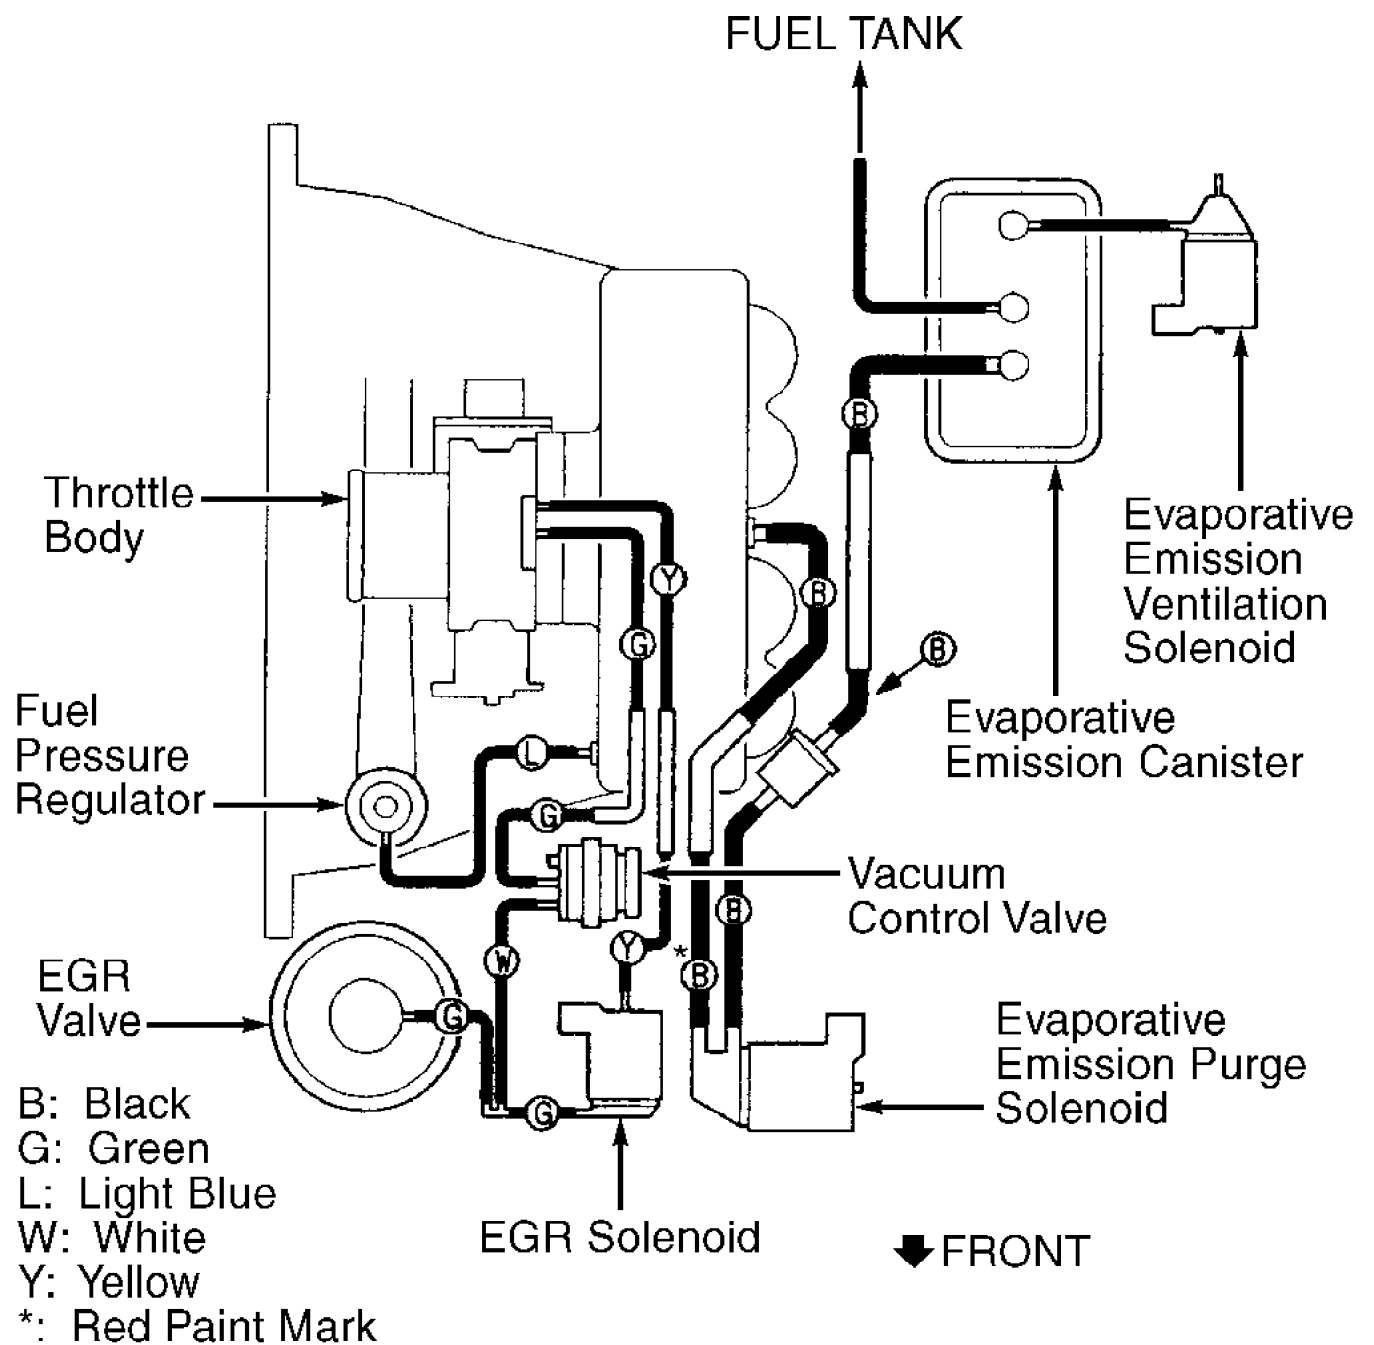 FUEL TANK
Throttle
Body
Y
B
B
G
B
Evaporative
Emission
Ventilation
Solenoid
Fuel
Pressure
Regulator
L
G
Evaporative
Emission Canister
Vacuum
Control Valve
B
Y
W
*
B
EGR
Valve
G
G
Evaporative
Emission Purge
Solenoid
B: Black
G: Green
L: Light Blue
W: White
Y: Yellow
*: Red Paint Mark
EGR Solenoid
FRONT